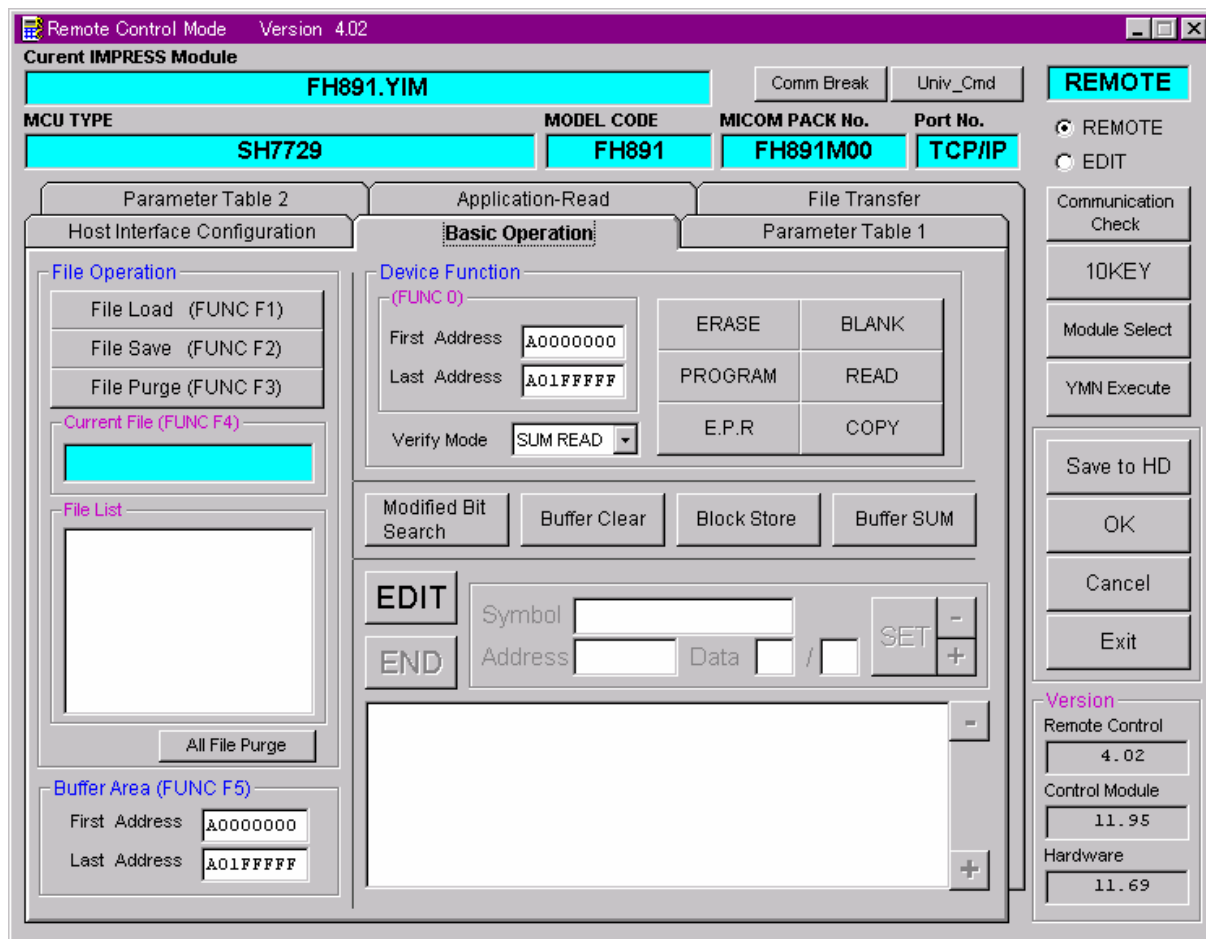 Remote Control Mode Version 4.02
Curent IMPRESS Module
FH891.YIM
Comm Break
Univ_Cmd
REMOTE
MCU TYPE
MODEL CODE
MICOM PACK No.
Port No.
SH7729
FH891
FH891M00
TCP/IP
REMOTE
EDIT
Parameter Table 2
Application-Read
File Transfer
Host Interface Configuration
Basic Operation
Parameter Table 1
File Operation
File Load (FUNC F1)
File Save (FUNC F2)
File Purge (FUNC F3)
Current File (FUNC F4)
File List
All File Purge
Buffer Area (FUNC F5)
First Address A0000000
Last Address A01FFFFF
Device Function
(FUNC 0)
First Address A0000000
Last Address A01FFFFF
Verify Mode SUM READ
ERASE
BLANK
PROGRAM
READ
E.P.R
COPY
Modified Bit
Search
Buffer Clear
Block Store
Buffer SUM
EDIT
END
Symbol
Address
Data /
SET
-
+
-
+
Communication
Check
10KEY
Module Select
YMN Execute
Save to HD
OK
Cancel
Exit
Version
Remote Control
4.02
Control Module
11.95
Hardware
11.69